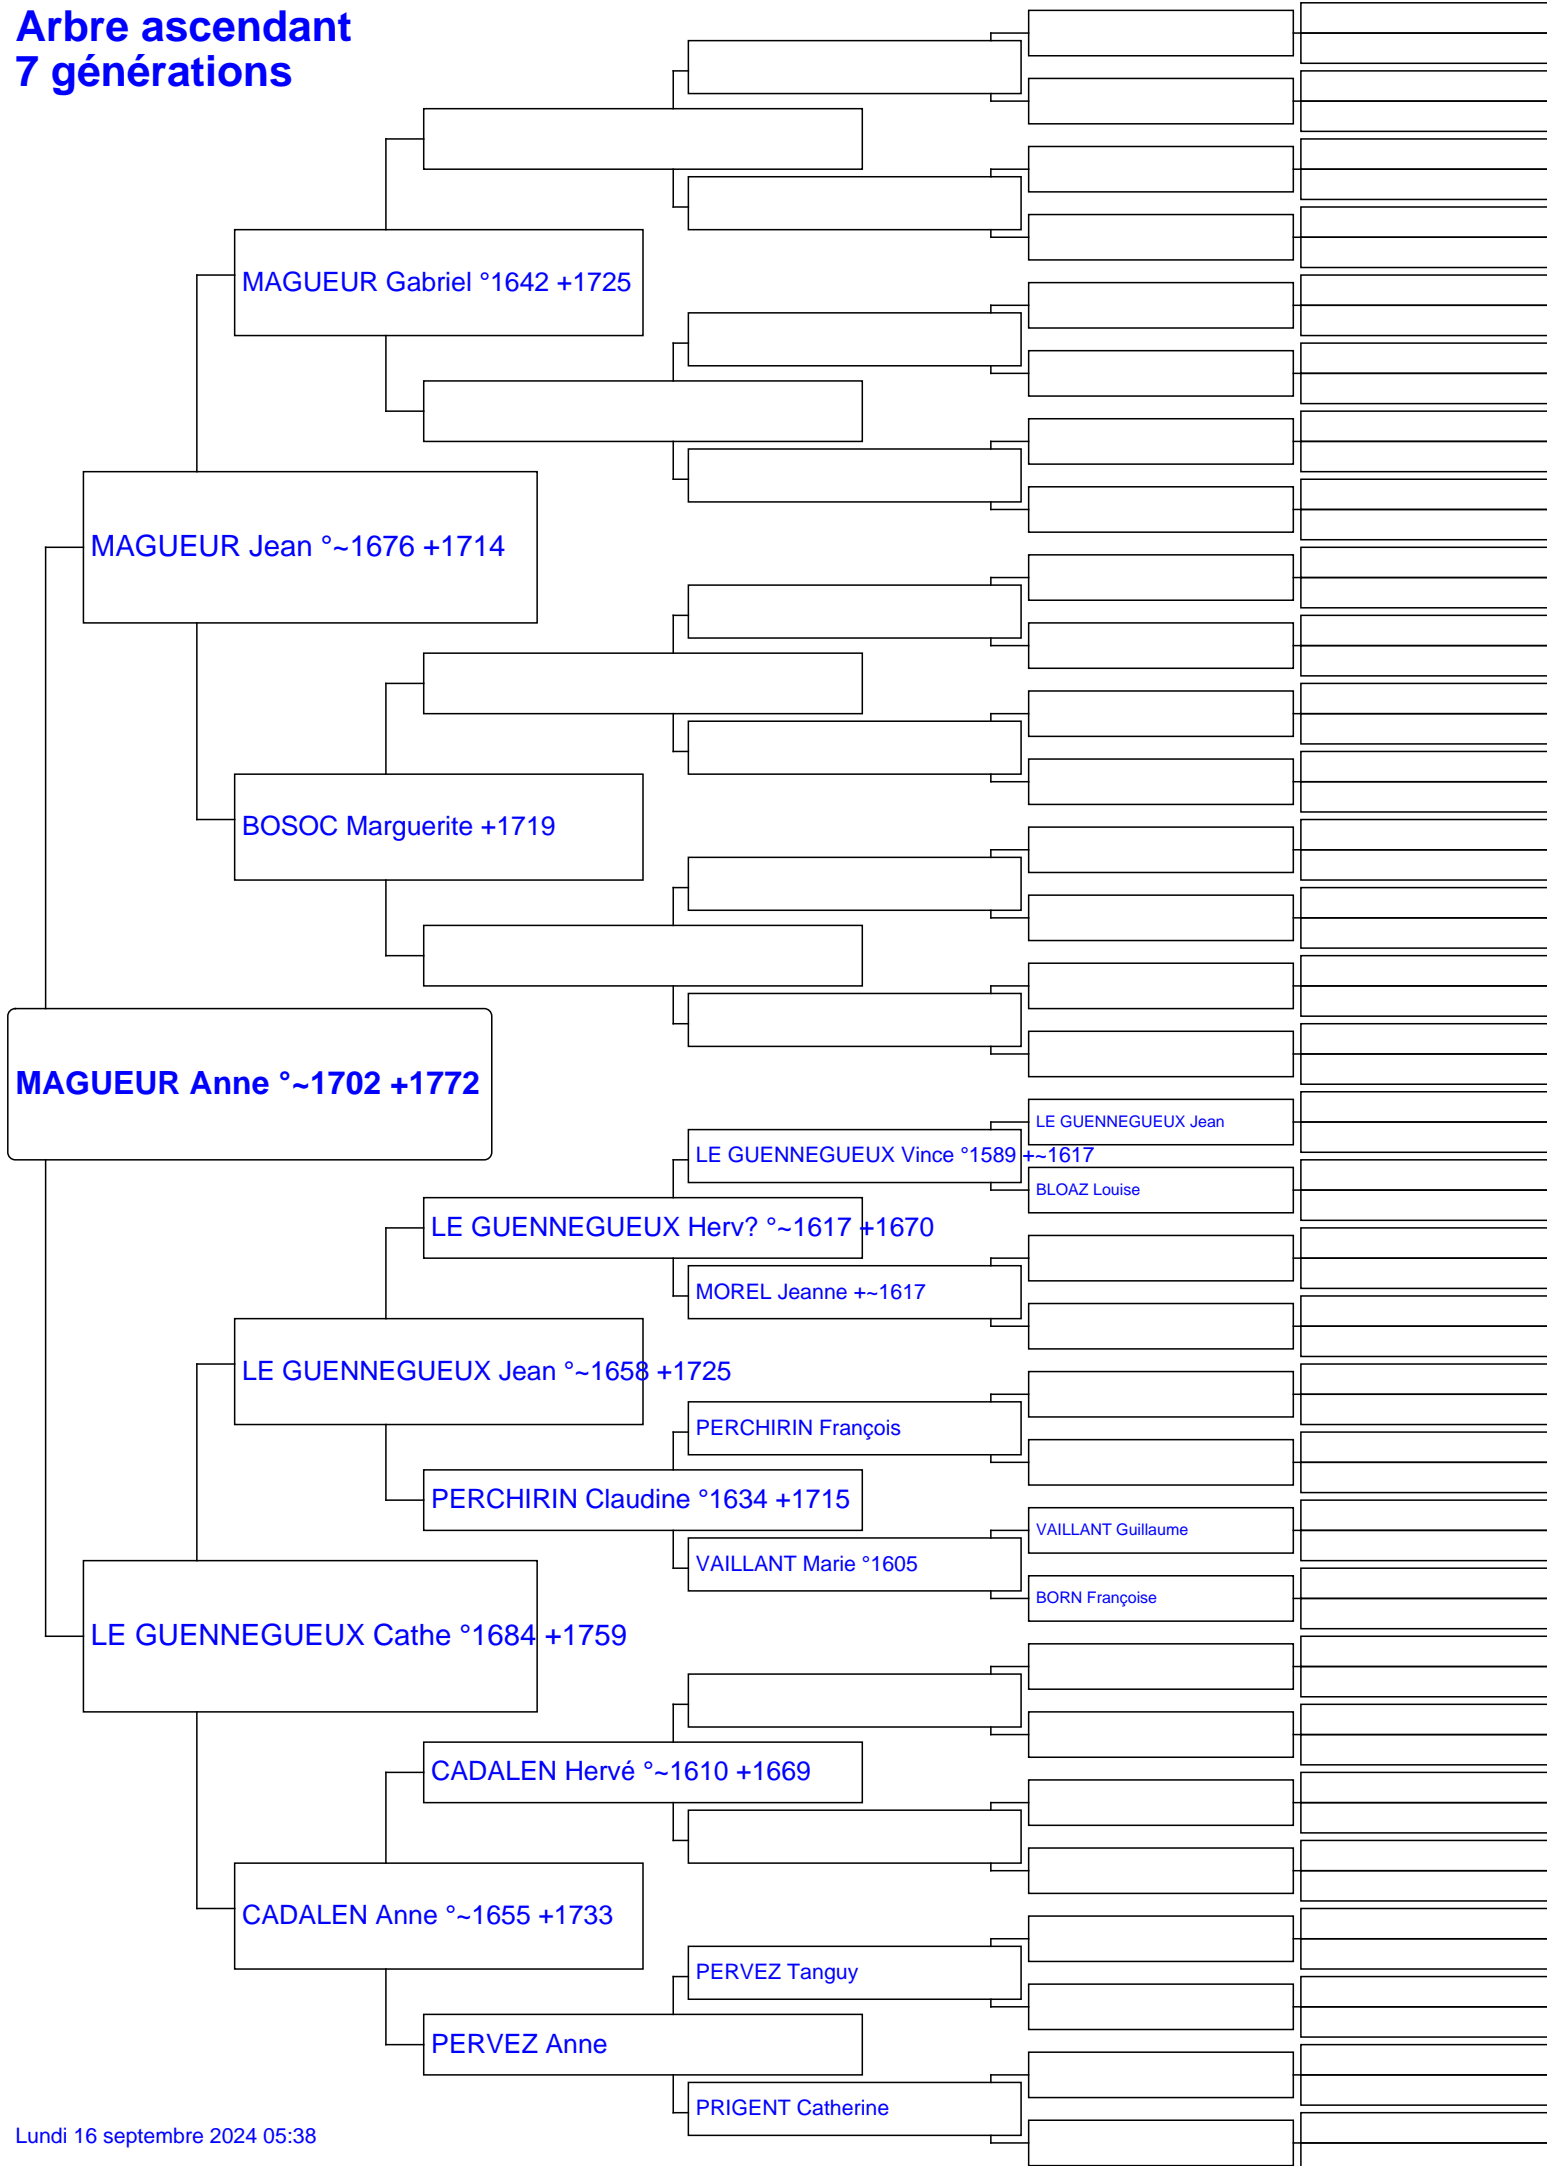 Arbre ascendant
7 générations
MAGUEUR Gabriel °1642 +1725
MAGUEUR Jean °~1676 +1714
BOSOC Marguerite +1719
MAGUEUR Anne °~1702 +1772
LE GUENNEGUEUX Jean
LE GUENNEGUEUX Vince °1589 +~1617
BLOAZ Louise
LE GUENNEGUEUX Herv? °~1617 +1670
MOREL Jeanne +~1617
LE GUENNEGUEUX Jean °~1658 +1725
PERCHIRIN François
PERCHIRIN Claudine °1634 +1715
VAILLANT Guillaume
VAILLANT Marie °1605
BORN Françoise
LE GUENNEGUEUX Cathe °1684 +1759
CADALEN Hervé °~1610 +1669
CADALEN Anne °~1655 +1733
PERVEZ Tanguy
PERVEZ Anne
PRIGENT Catherine
Lundi 16 septembre 2024 05:38